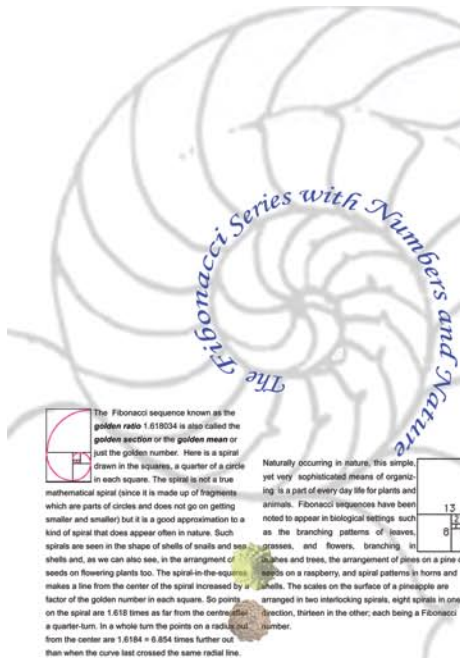 The Fibonacci Series with Numbers and Nature
The Fibonacci sequence known as the
golden ratio 1.618034 is also called the
golden section or the golden mean or
just the golden number. Here is a spiral
drawn in the squares, a quarter of a circle
in each square. The spiral is not a true
mathematical spiral (since it is made up of fragments
which are parts of circles and does not go on getting
smaller and smaller) but it is a good approximation to a
kind of spiral that does appear often in nature. Such
spirals are seen in the shape of shells of snails and sea
shells and, as we can also see, in the arrangment of
seeds on flowering plants too. The spiral-in-the-squares
makes a line from the center of the spiral increased by a
factor of the golden number in each square. So points
on the spiral are 1.618 times as far from the centre after
a quarter-turn. In a whole turn the points on a radius out
from the center are 1.6184 = 6.854 times further out
than when the curve last crossed the same radial line.
Naturally occurring in nature, this simple,
yet very sophisticated means of organiz-
ing is a part of every day life for plants and
animals. Fibonacci sequences have been
noted to appear in biological settings such
as the branching patterns of leaves,
grasses, and flowers, branching in
bushes and trees, the arrangement of pines on a pine
seeds on a raspberry, and spiral patterns in horns and
shells. The scales on the surface of a pineapple are
arranged in two interlocking spirals, eight spirals in one
direction, thirteen in the other; each being a Fibonacci
number.
13
8